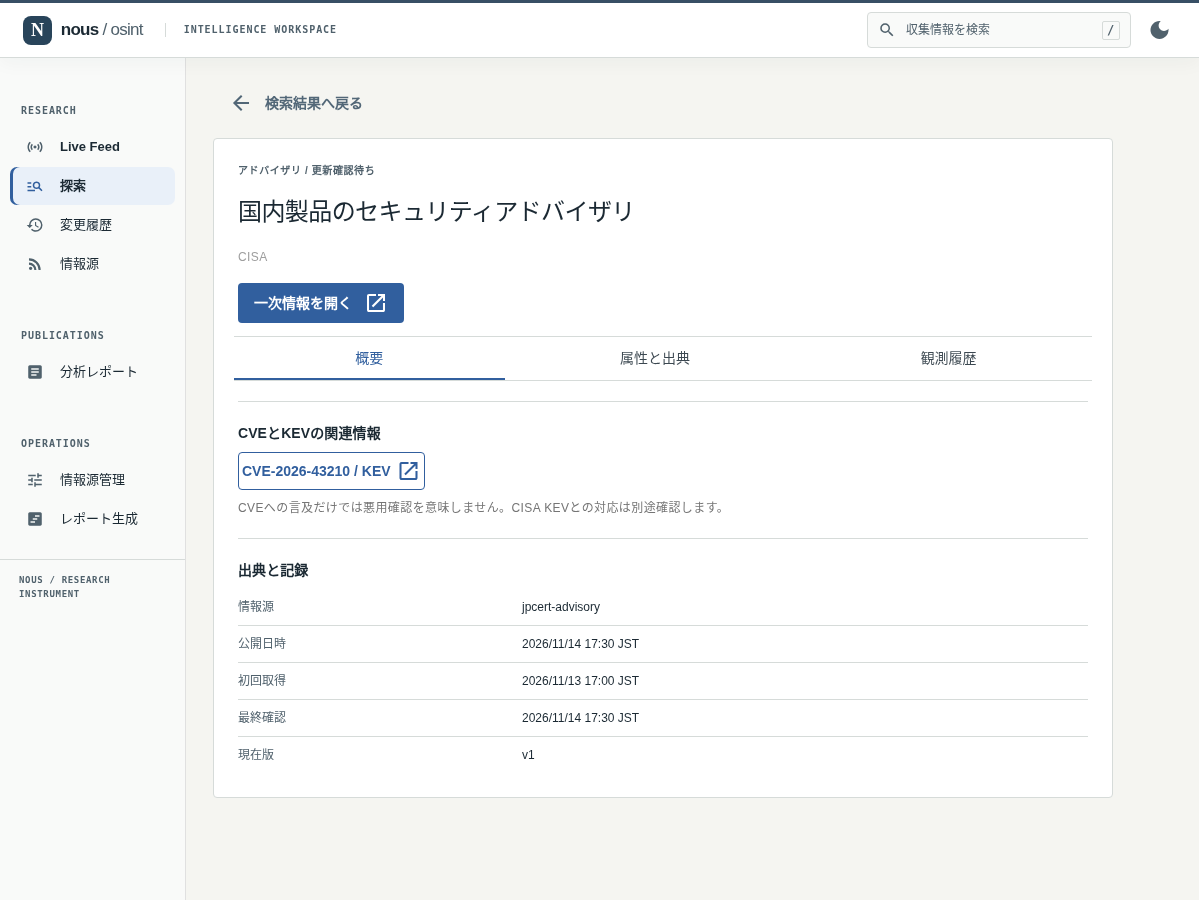 N nous / osint INTELLIGENCE WORKSPACE 収集情報を検索 /
RESEARCH
Live Feed
探索
変更履歴
情報源
PUBLICATIONS
分析レポート
OPERATIONS
情報源管理
レポート生成
NOUS / RESEARCH
INSTRUMENT
検索結果へ戻る
アドバイザリ / 更新確認待ち
国内製品のセキュリティアドバイザリ
CISA
一次情報を開く
概要 属性と出典 観測履歴
CVEとKEVの関連情報
CVE-2026-43210 / KEV
CVEへの言及だけでは悪用確認を意味しません。CISA KEVとの対応は別途確認します。
出典と記録
情報源 jpcert-advisory
公開日時 2026/11/14 17:30 JST
初回取得 2026/11/13 17:00 JST
最終確認 2026/11/14 17:30 JST
現在版 v1